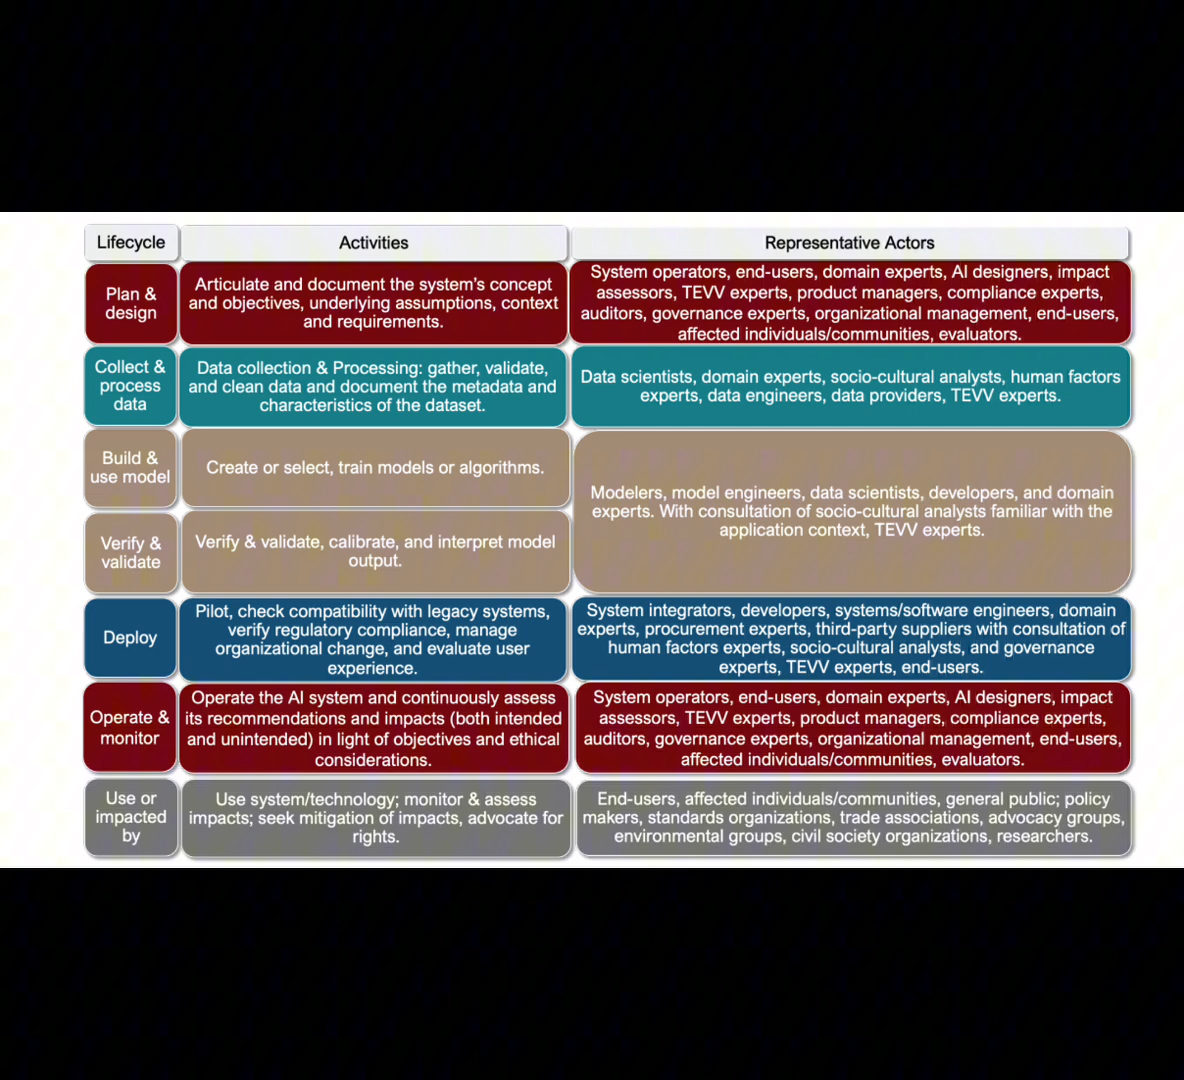 Lifecycle
Activities
Representative Actors
Plan &
design
Articulate and document the system's concept
and objectives, underlying assumptions, context
and requirements.
System operators, end-users, domain experts, AI designers, impact
assessors, TEVV experts, product managers, compliance experts,
auditors, governance experts, organizational management, end-users,
affected individuals/communities, evaluators.
Collect &
process
data
Data collection & Processing: gather, validate,
and clean data and document the metadata and
characteristics of the dataset.
Data scientists, domain experts, socio-cultural analysts, human factors
experts, data engineers, data providers, TEVV experts.
Build &
use model
Create or select, train models or algorithms.
Modelers, model engineers, data scientists, developers, and domain
experts. With consultation of socio-cultural analysts familiar with the
application context, TEVV experts.
Verify &
validate
Verify & validate, calibrate, and interpret model
output.
Deploy
Pilot, check compatibility with legacy systems,
verify regulatory compliance, manage
organizational change, and evaluate user
experience.
System integrators, developers, systems/software engineers, domain
experts, procurement experts, third-party suppliers with consultation of
human factors experts, socio-cultural analysts, and governance
experts, TEVV experts, end-users.
Operate &
monitor
Operate the AI system and continuously assess
its recommendations and impacts (both intended
and unintended) in light of objectives and ethical
considerations.
System operators, end-users, domain experts, AI designers, impact
assessors, TEVV experts, product managers, compliance experts,
auditors, governance experts, organizational management, end-users,
affected individuals/communities, evaluators.
Use or
impacted
by
Use system/technology; monitor & assess
impacts; seek mitigation of impacts, advocate for
rights.
End-users, affected individuals/communities, general public; policy
makers, standards organizations, trade associations, advocacy groups,
environmental groups, civil society organizations, researchers.